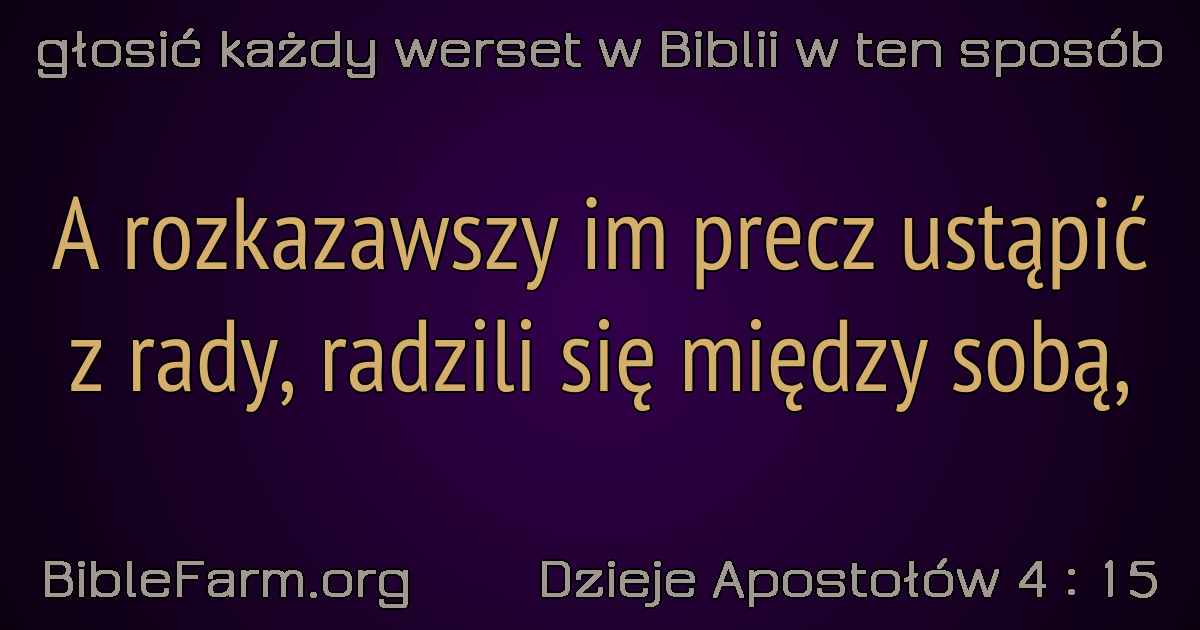 głosić każdy werset w Biblii w ten sposób
A rozkazawszy im precz ustąpić
z rady, radzili się między sobą,
BibleFarm.org
Dzieje Apostołów 4 : 15